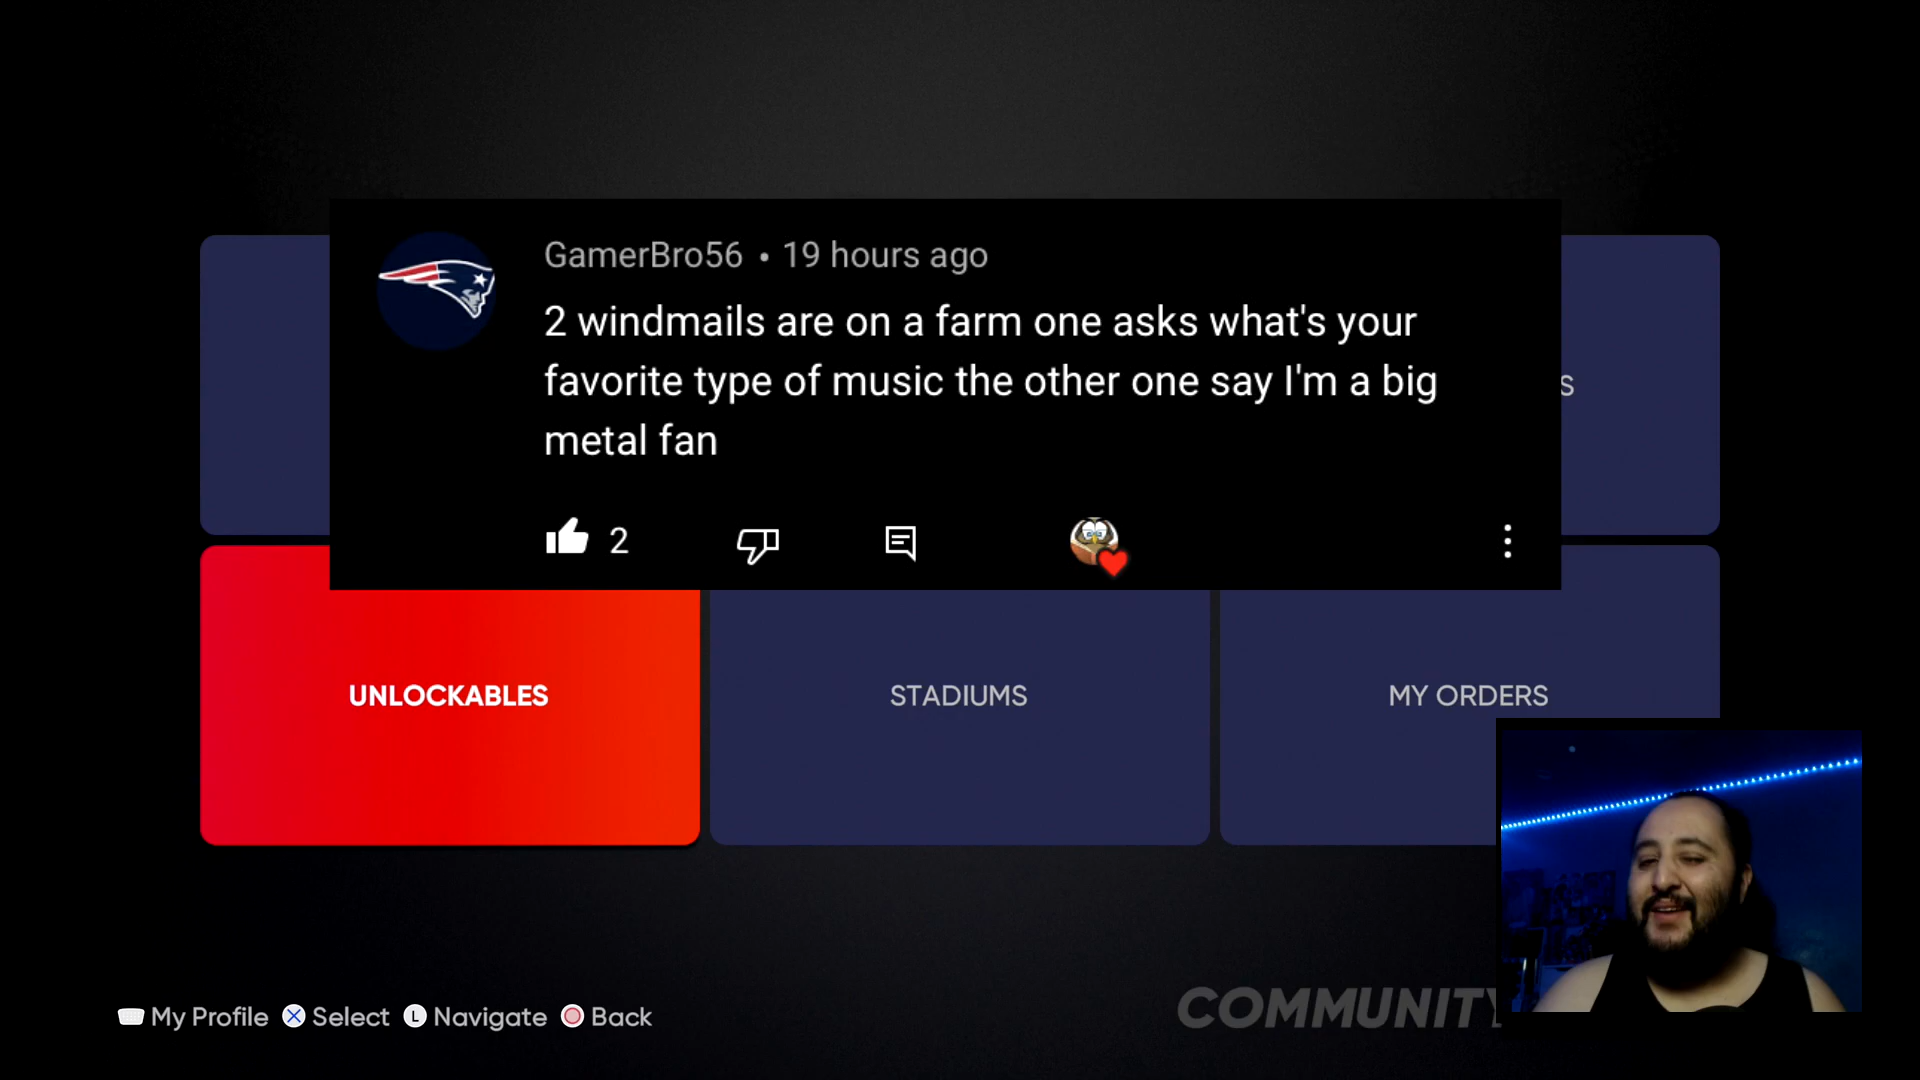 GamerBro56 • 19 hours ago
2 windmails are on a farm one asks what's your
favorite type of music the other one say I'm a big
metal fan
2
S
UNLOCKABLES
STADIUMS
MY ORDERS
My Profile Select L Navigate Back
COMMUNITY